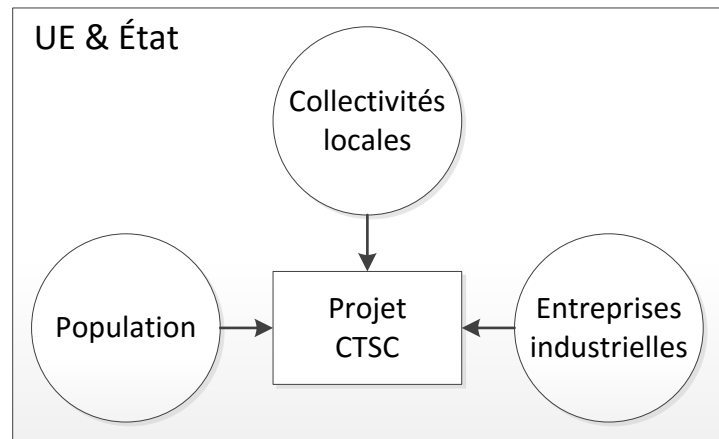 UE & État
Collectivités
locales
Population
Projet
CTSC
Entreprises
industrielles